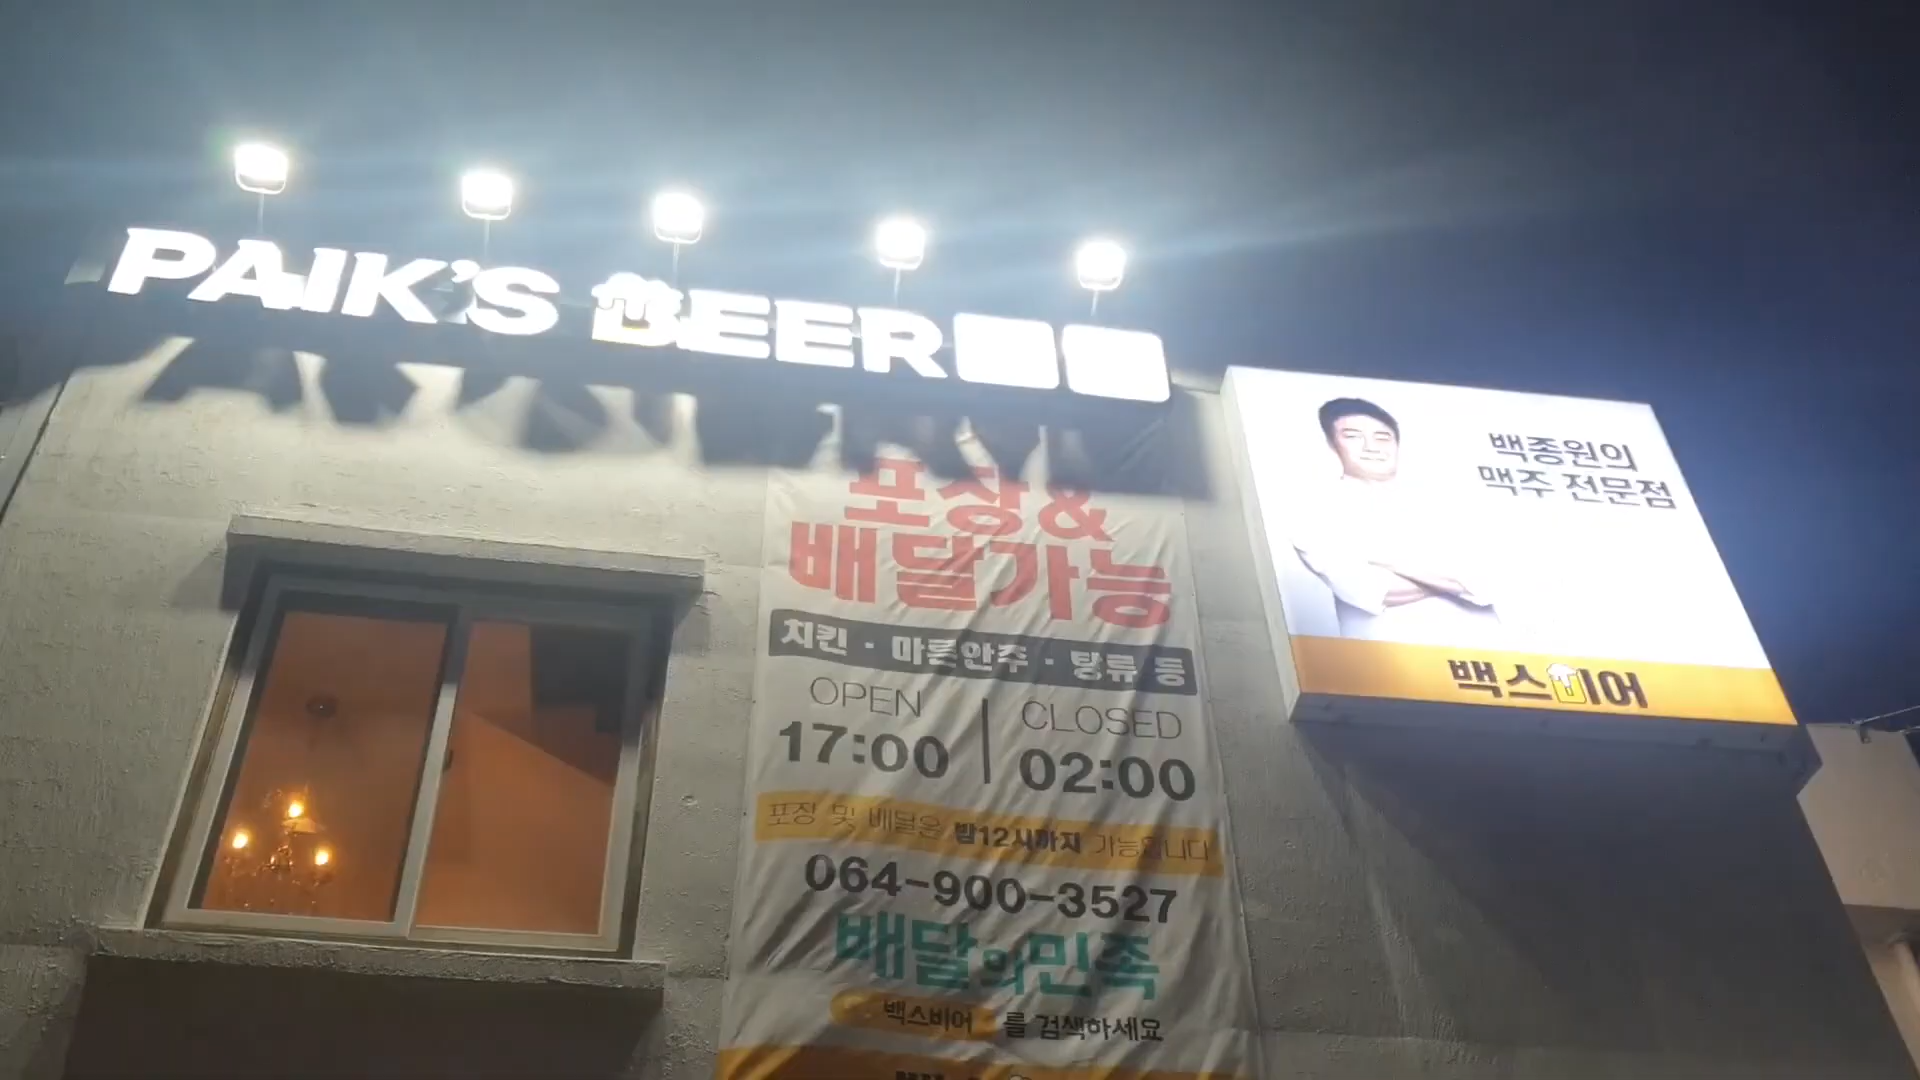 PAIK'S BEER
백종원의
맥주 전문점
백스비어
포장&
배달가능
치킨 · 마른안주 · 탕류 등
OPEN
17:00
CLOSED
02:00
포장 및 배달은 밤12시까지 가능합니다
064-900-3527
배달의민족
백스비어 를 검색하세요